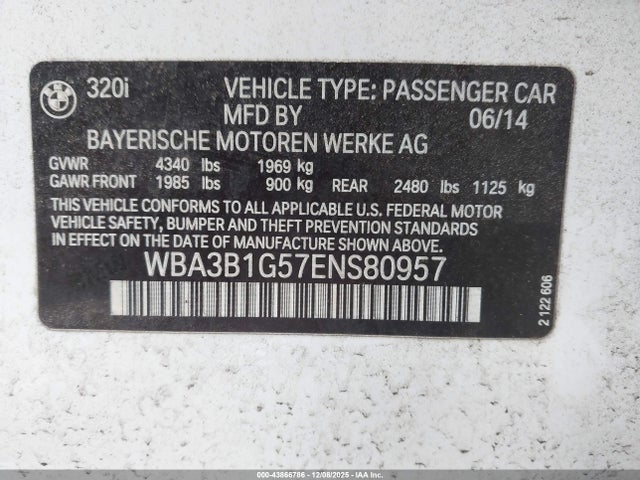 320i VEHICLE TYPE: PASSENGER CAR
MFD BY 06/14
BAYERISCHE MOTOREN WERKE AG
GVWR 4340 lbs 1969 kg
GAWR FRONT 1985 lbs 900 kg REAR 2480 lbs 1125 kg
THIS VEHICLE CONFORMS TO ALL APPLICABLE U.S. FEDERAL MOTOR
VEHICLE SAFETY, BUMPER AND THEFT PREVENTION STANDARDS
IN EFFECT ON THE DATE OF MANUFACTURE SHOWN ABOVE.
WBA3B1G57ENS80957
2 122 606
000-43866766 - 12/08/2025 - IAA Inc.